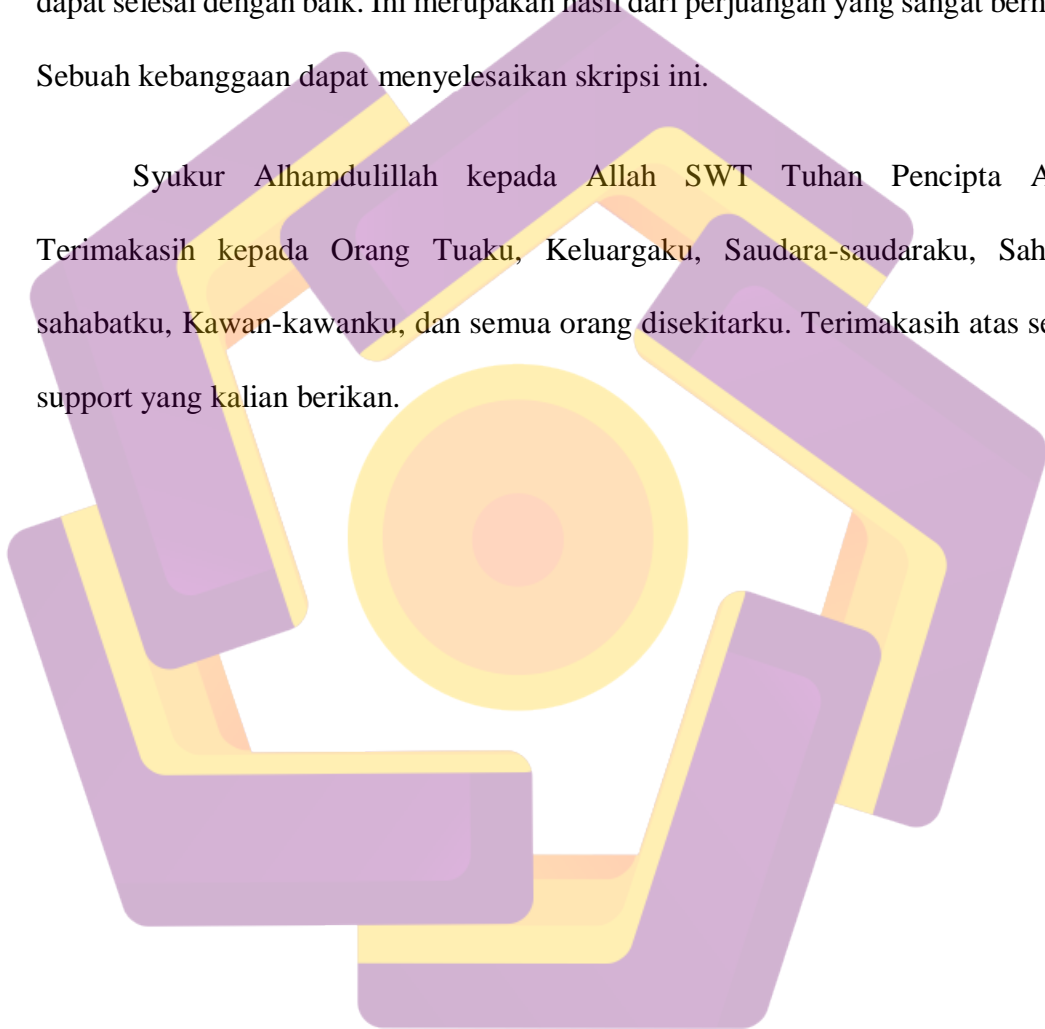 dapat selesai dengan baik. Ini merupakan hasil dari perjuangan yang sangat
Sebuah kebanggaan dapat menyelesaikan skripsi ini.
Syukur Alhamdulillah kepada Allah SWT Tuhan Pencipta
Terimakasih kepada Orang Tuaku, Keluargaku, Saudara-saudaraku,
sahabatku, Kawan-kawanku, dan semua orang disekitarku. Terimakasih atas
support yang kalian berikan.